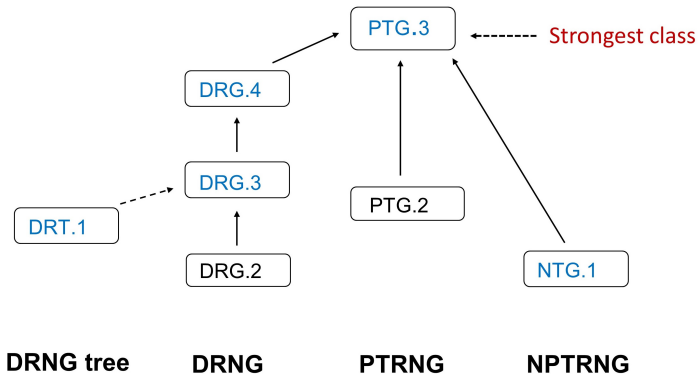 PTG.3
Strongest class
DRG.4
DRG.3
PTG.2
DRT.1
DRG.2
NTG.1
DRNG tree
DRNG
PTRNG
NPTRNG